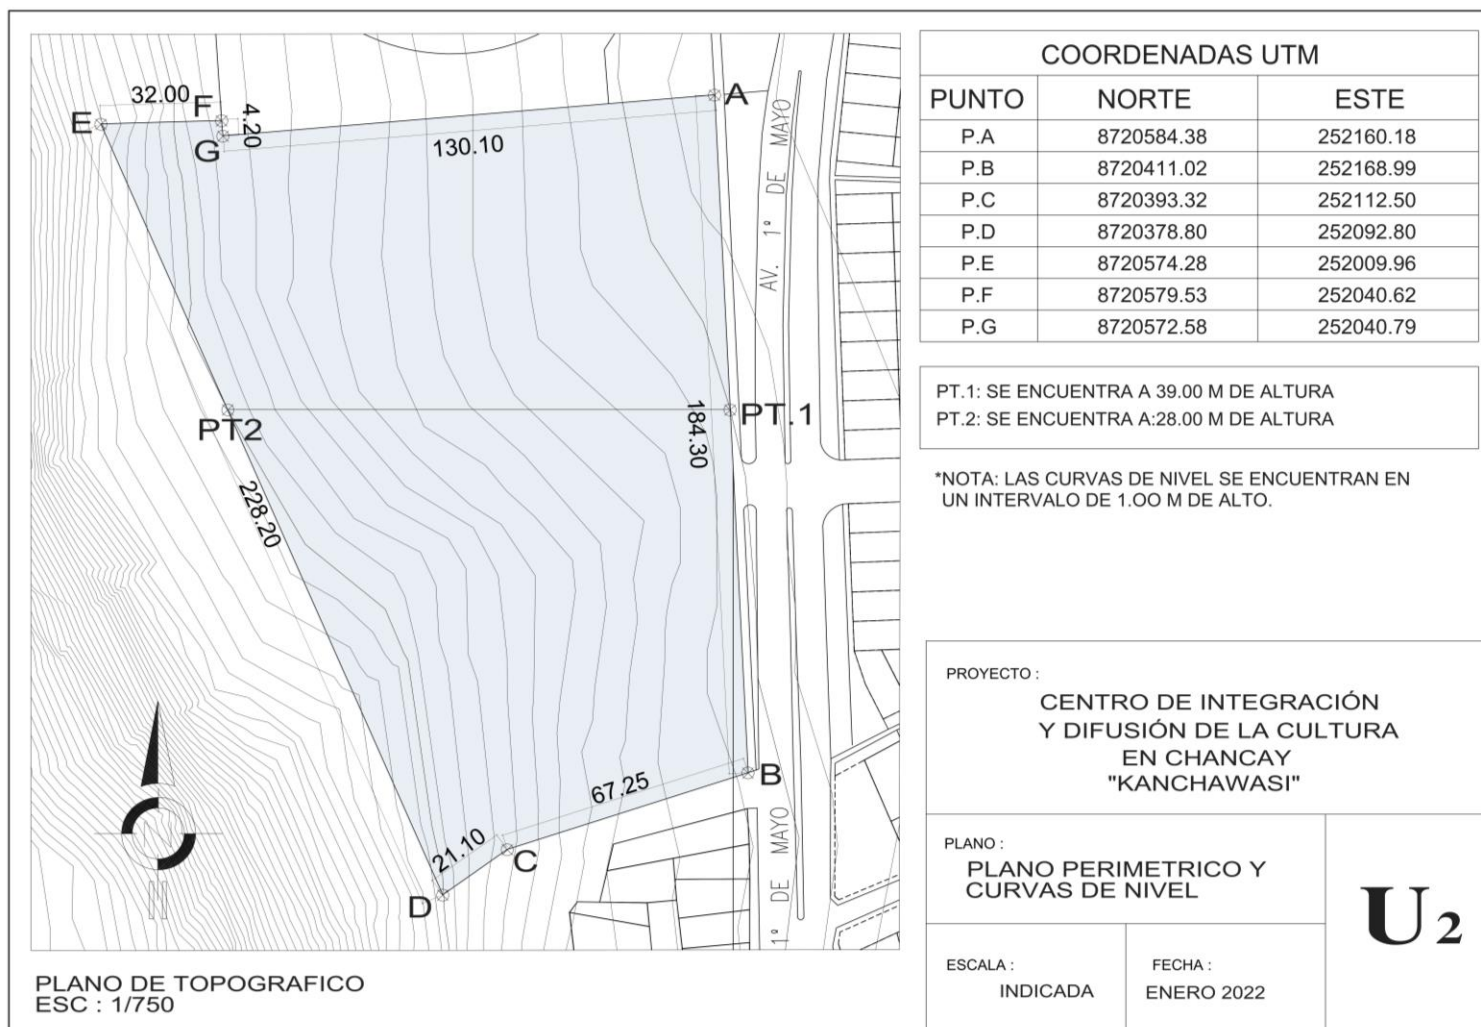 E
32.00
F
4.20
G
130.10
A
AV. 1º DE MAYO
PT2
PT.1
184.30
228.20
67.25
B
21.10
C
D
1º DE MAYO
N
PLANO DE TOPOGRAFICO
ESC : 1/750
COORDENADAS UTM
PUNTO NORTE ESTE
P.A 8720584.38 252160.18
P.B 8720411.02 252168.99
P.C 8720393.32 252112.50
P.D 8720378.80 252092.80
P.E 8720574.28 252009.96
P.F 8720579.53 252040.62
P.G 8720572.58 252040.79
PT.1: SE ENCUENTRA A 39.00 M DE ALTURA
PT.2: SE ENCUENTRA A:28.00 M DE ALTURA
*NOTA: LAS CURVAS DE NIVEL SE ENCUENTRAN EN
UN INTERVALO DE 1.OO M DE ALTO.
PROYECTO :
CENTRO DE INTEGRACIÓN
Y DIFUSIÓN DE LA CULTURA
EN CHANCAY
"KANCHAWASI"
PLANO :
PLANO PERIMETRICO Y
CURVAS DE NIVEL
U2
ESCALA :
INDICADA
FECHA :
ENERO 2022